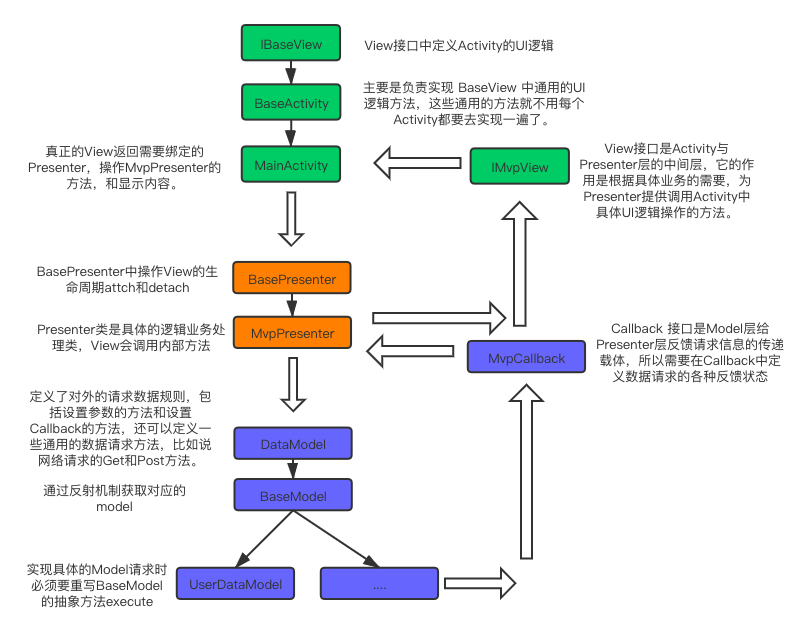 IBaseView
View接口中定义Activity的UI逻辑
BaseActivity
主要是负责实现 BaseView 中通用的UI
逻辑方法，这些通用的方法就不用每个
Activity都要去实现一遍了。
真正的View返回需要绑定的
Presenter，操作MvpPresenter的
方法，和显示内容。
MainActivity
IMvpView
View接口是Activity与
Presenter层的中间层，它的作
用是根据具体业务的需要，为
Presenter提供调用Activity中
具体UI逻辑操作的方法。
BasePresenter中操作View的生
命周期attch和detach
BasePresenter
Presenter类是具体的逻辑业务处
理类，View会调用内部方法
MvpPresenter
MvpCallback
Callback 接口是Model层给
Presenter层反馈请求信息的传递
载体，所以需要在Callback中定
义数据请求的各种反馈状态
定义了对外的请求数据规则，包
括设置参数的方法和设置
Callback的方法，还可以定义一
些通用的数据请求方法，比如说
网络请求的Get和Post方法。
DataModel
通过反射机制获取对应的
model
BaseModel
实现具体的Model请求时
必须要重写BaseModel
的抽象方法execute
UserDataModel
....